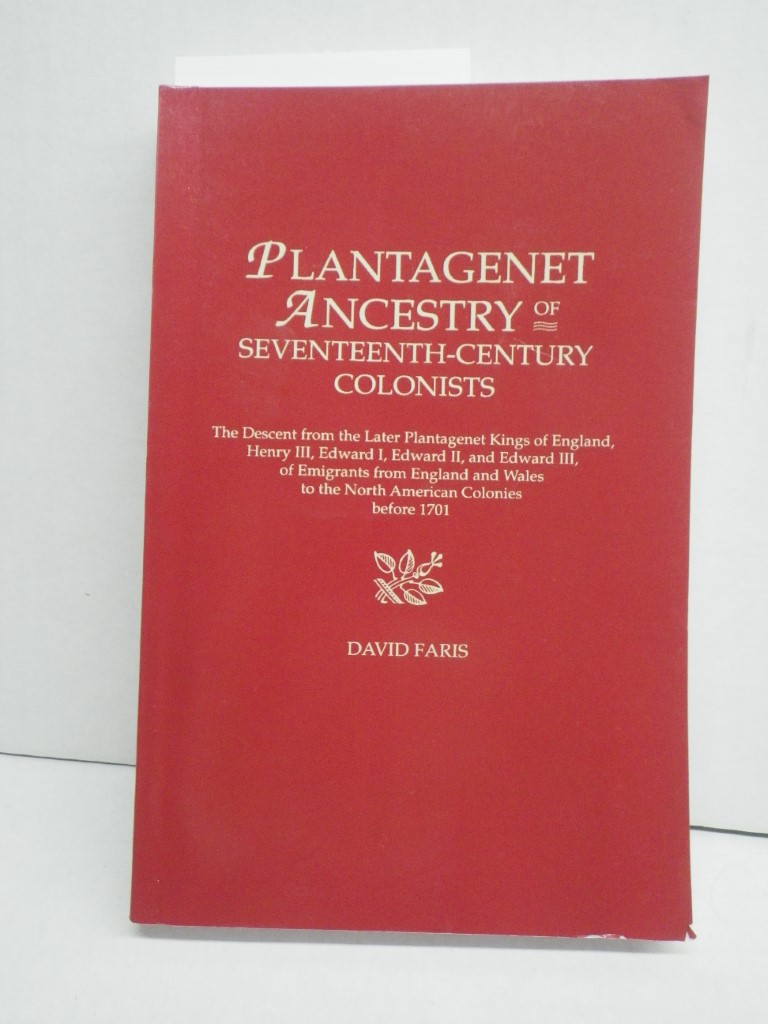 PLANTAGENET
ANCESTRY OF
SEVENTEENTH-CENTURY
COLONISTS
The Descent from the Later Plantagenet Kings of England,
Henry III, Edward I, Edward II, and Edward III,
of Emigrants from England and Wales
to the North American Colonies
before 1701
DAVID FARIS